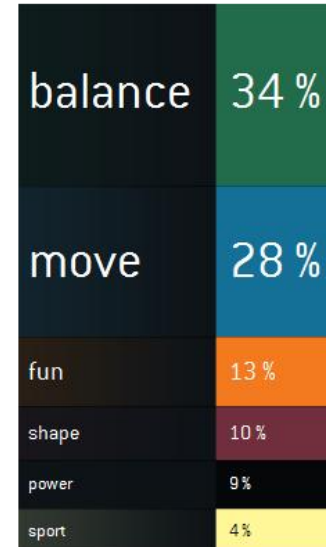 balance 34 %
move 28 %
fun 13 %
shape 10 %
power 9 %
sport 4 %